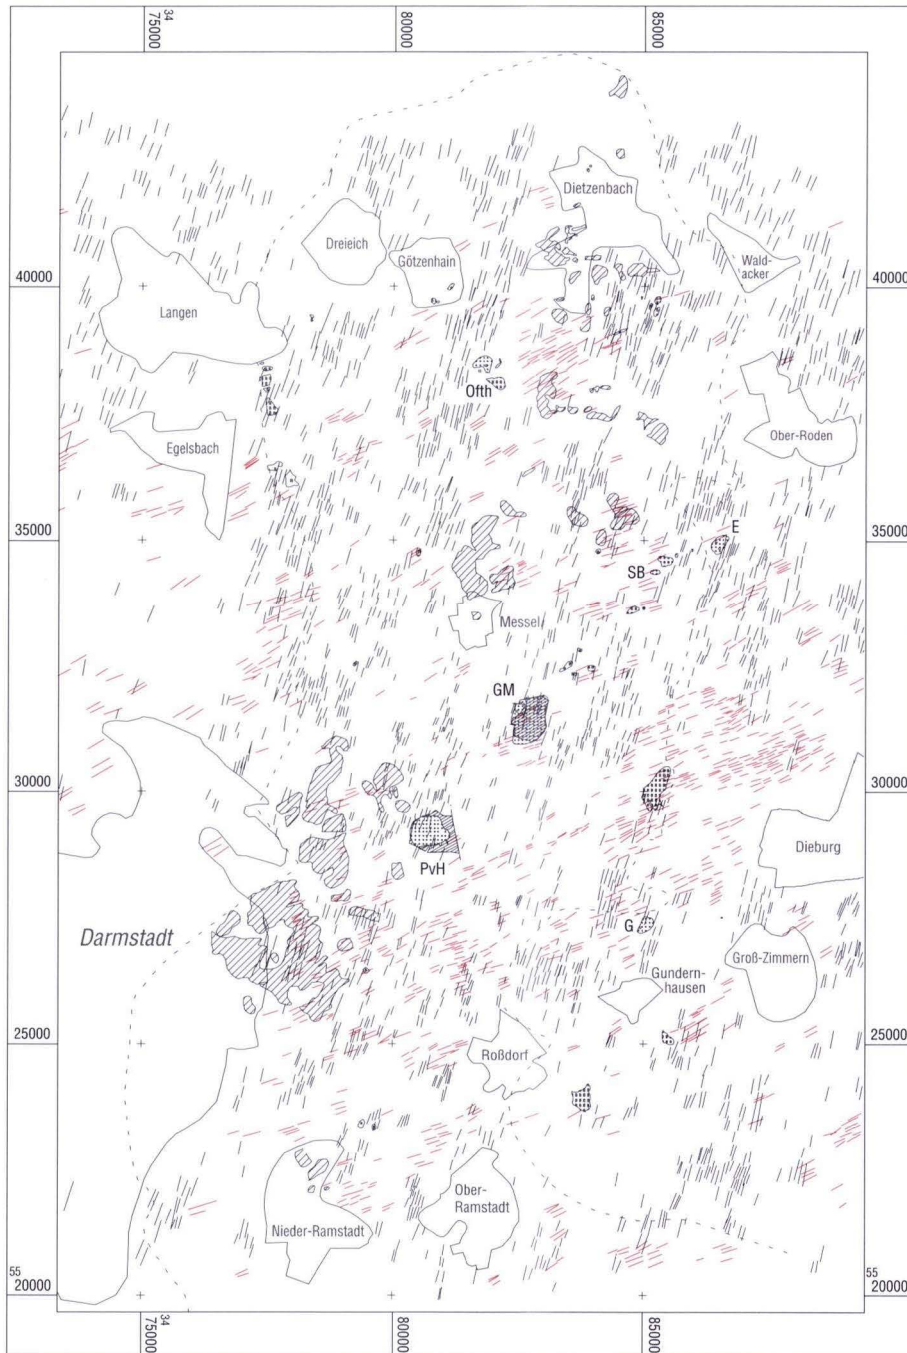 34
75000
80000
85000
Dietzenbach
Dreieich
Götzenhain
Wald-
acker
40000
40000
Langen
Ofth
Egelsbach
Ober-Roden
35000
35000
E
SB
Messel
GM
30000
30000
Dieburg
PvH
Darmstadt
G
Gundern-
hausen
Groß-Zimmern
25000
25000
Roßdorf
Ober-
Ramstadt
Nieder-Ramstadt
55
20000
55
20000
34
75000
80000
85000